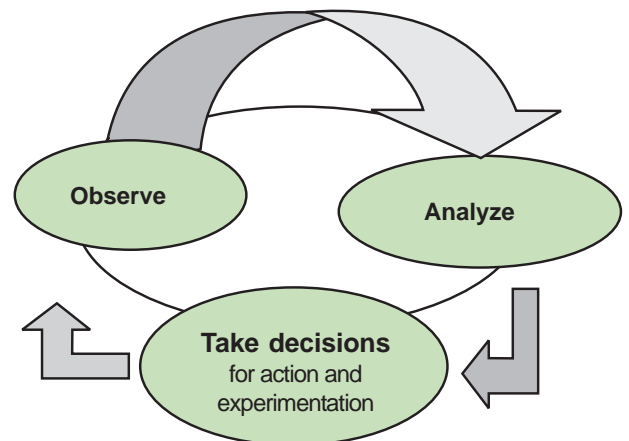 Observe
Analyze
Take decisions
for action and
experimentation